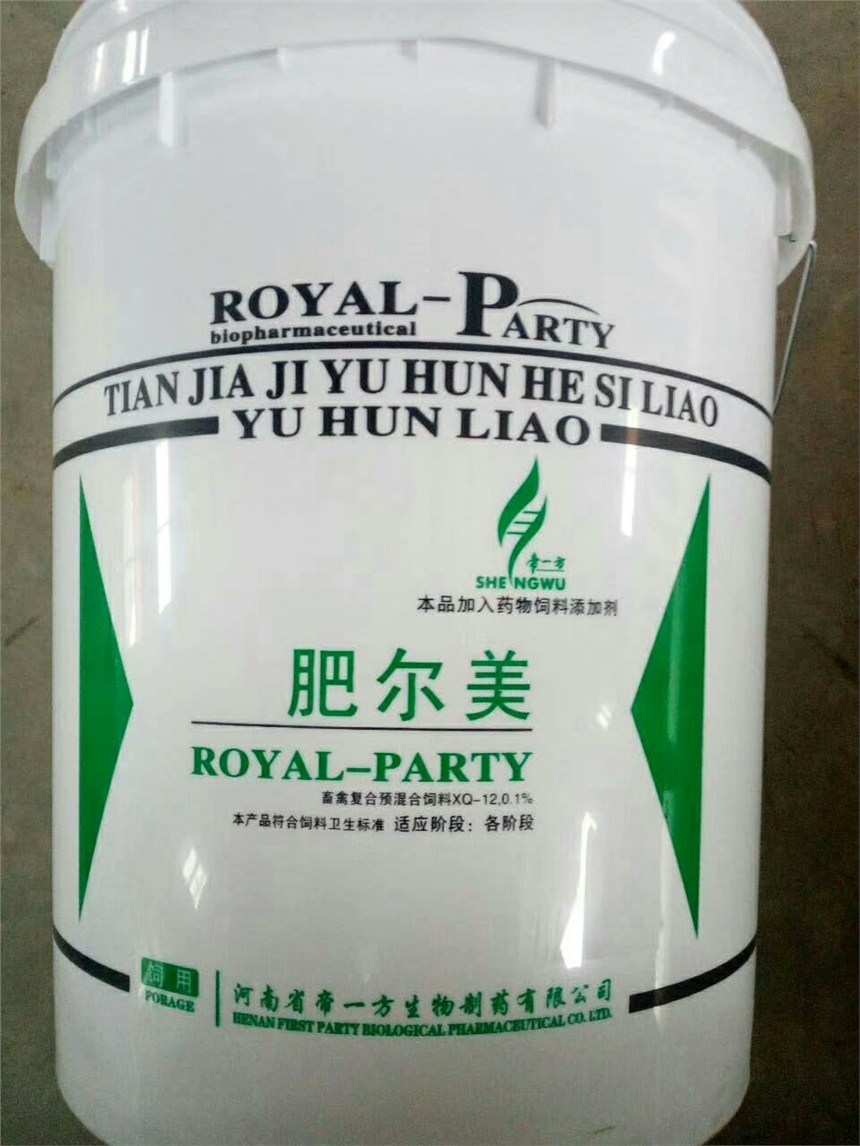 ROYAL-PARTY
biopharmaceutical
TIAN JIA JI YU HUN HE SI LIAO
YU HUN LIAO
帝一方
SHENGWU
本品加入药物饲料添加剂
肥尔美
ROYAL-PARTY
畜禽复合预混合饲料XQ-12,0.1%
本产品符合饲料卫生标准 适应阶段：各阶段
饲用
FORAGE
河南省帝一方生物制药有限公司
HENAN FIRST PARTY BIOLOGICAL PHARMACEUTICAL CO. LTD.